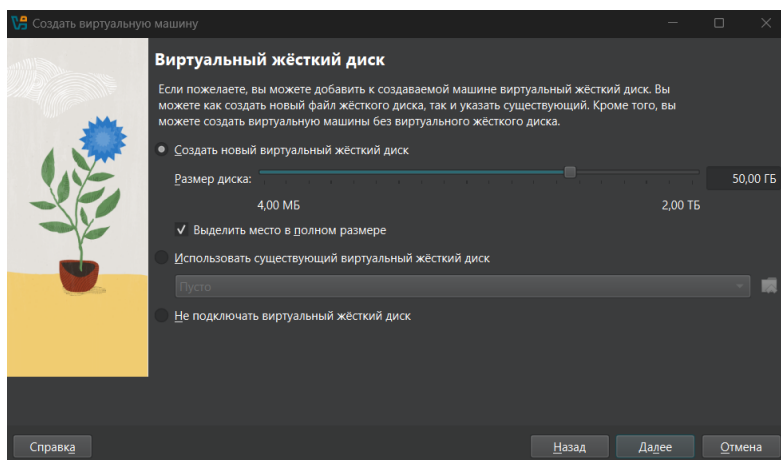 Создать виртуальную машину
Виртуальный жёсткий диск
Если пожелаете, вы можете добавить к создаваемой машине виртуальный жёсткий диск. Вы
можете как создать новый файл жёсткого диска, так и указать существующий. Кроме того, вы
можете создать виртуальную машины без виртуального жёсткого диска.
Создать новый виртуальный жёсткий диск
Размер диска: 50,00 ГБ
4,00 МБ 2,00 ТБ
Выделить место в полном размере
Использовать существующий виртуальный жёсткий диск
Пусто
Не подключать виртуальный жёсткий диск
Справка Назад Далее Отмена